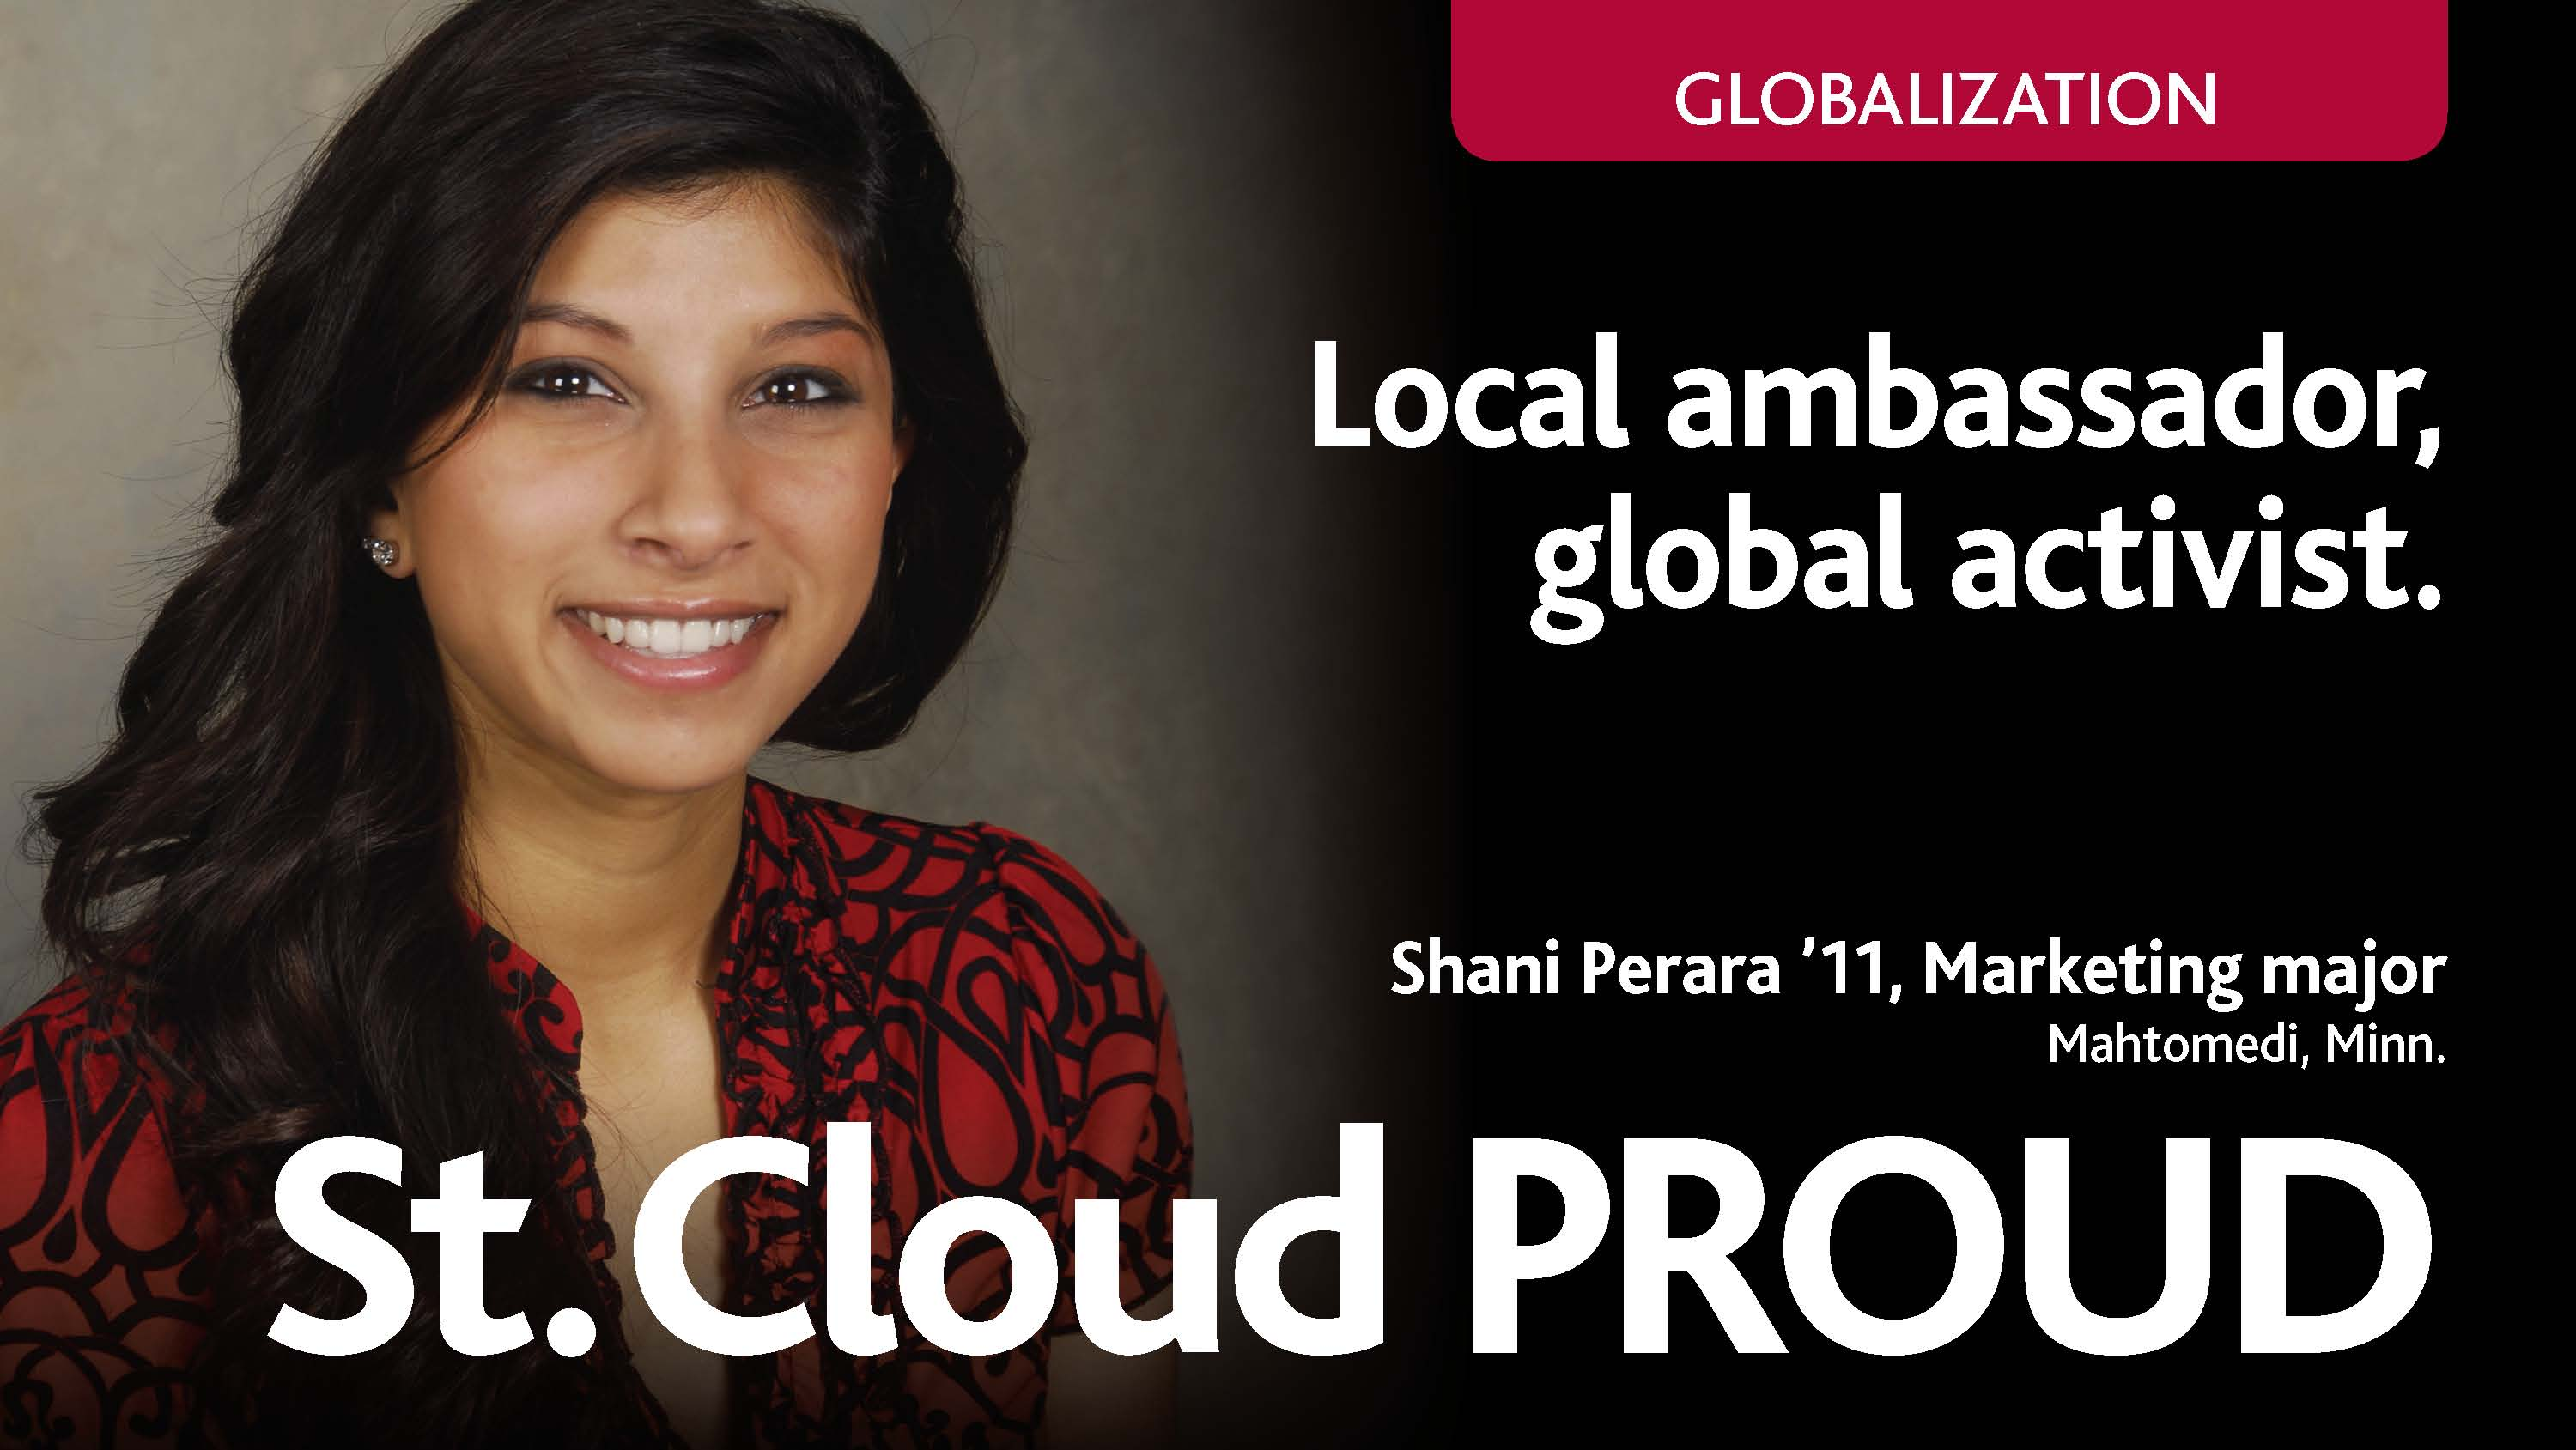 GLOBALIZATION
Local ambassador,
global activist.
Shani Perara ’11, Marketing major
Mahtomedi, Minn.
St. Cloud PROUD